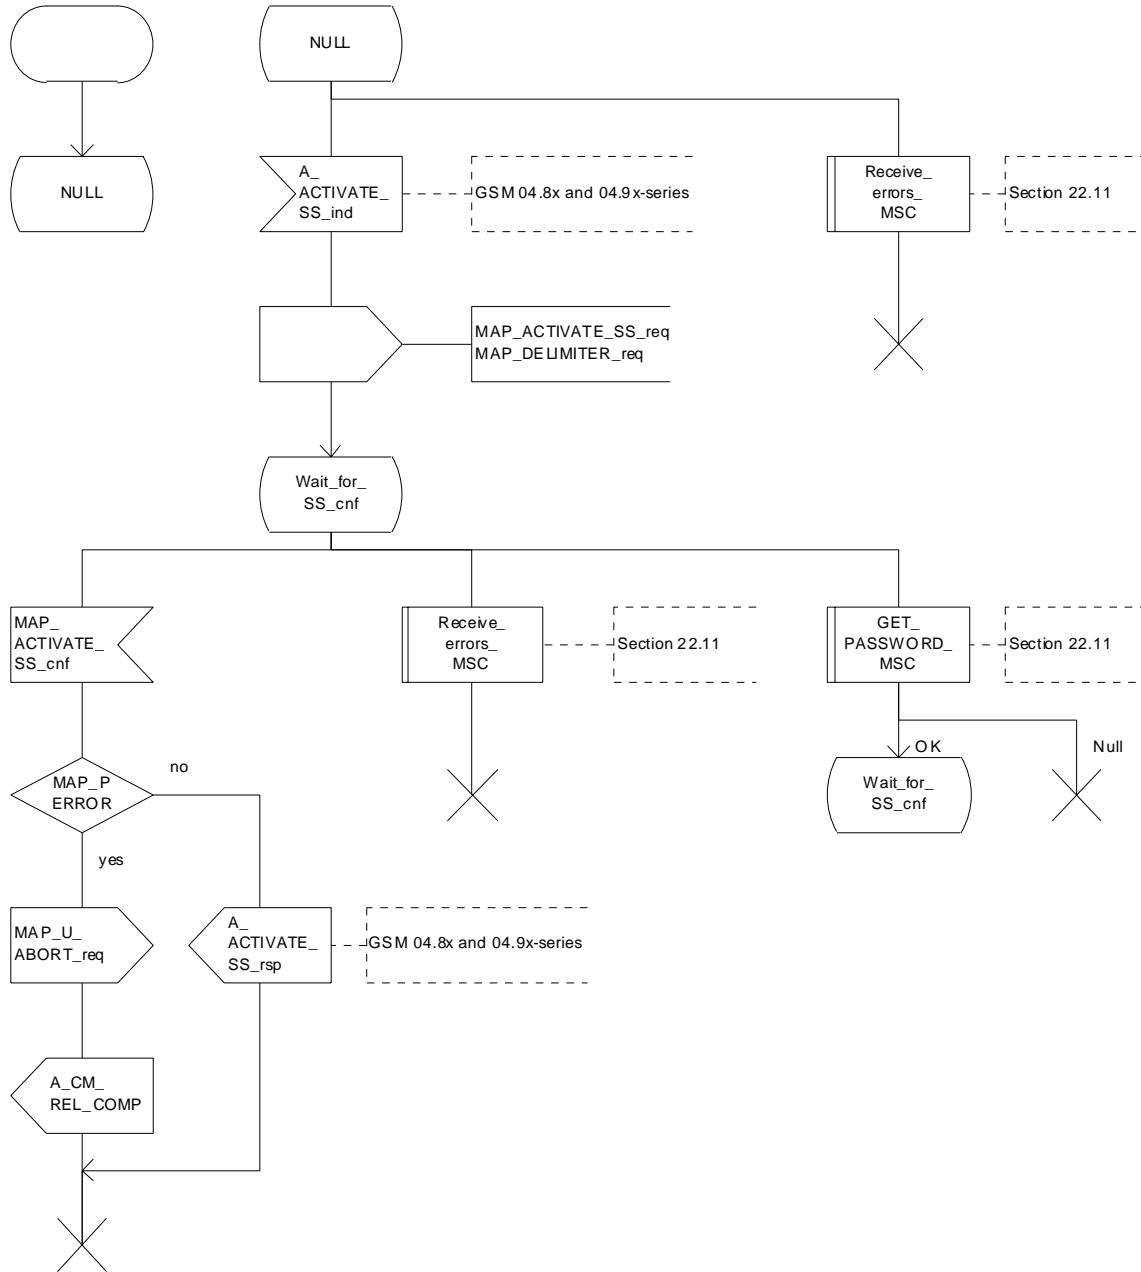 NULL
NULL
A_
ACTIVATE_
SS_ind
GSM 04.8x and 04.9x-series
Receive_
errors_
MSC
Section 22.11
MAP_ACTIVATE_SS_req
MAP_DELIMITER_req
Wait_for_
SS_cnf
MAP_
ACTIVATE_
SS_cnf
Receive_
errors_
MSC
Section 22.11
GET_
PASSWORD_
MSC
Section 22.11
OK
Null
Wait_for_
SS_cnf
MAP_P
ERROR
no
yes
MAP_U_
ABORT_req
A_
ACTIVATE_
SS_rsp
GSM 04.8x and 04.9x-series
A_CM_
REL_COMP